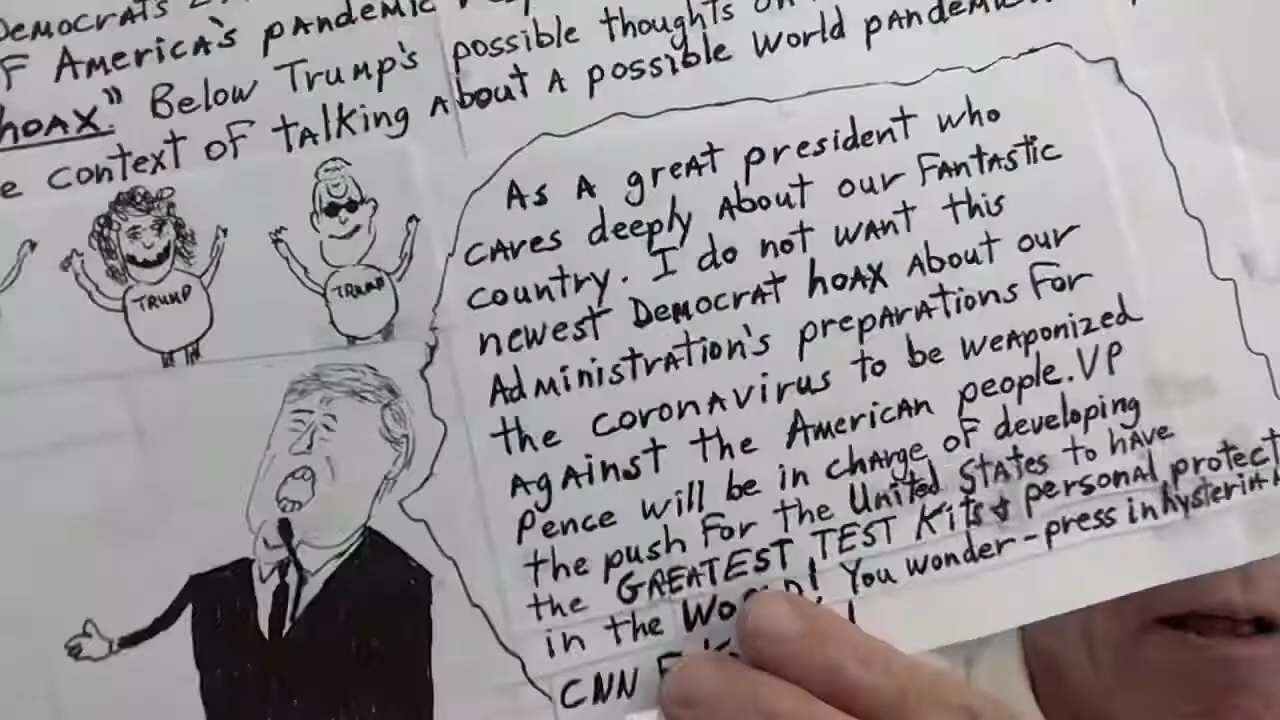 Democrats
of America's pandemic possible thoughts on
hoax." Below Trump's possible World pandemic
e context of talking about a
TRUMP
TRUMP
As a great president who
cares deeply about our fantastic
country. I do not want this
newest Democrat hoax about our
Administration's preparations for
the coronavirus to be weaponized
against the American people. VP
Pence will be in charge of developing
the push for the United States to have
the GREATEST TEST Kits & personal protect
in the World! You wonder-press in hysteria
CNN